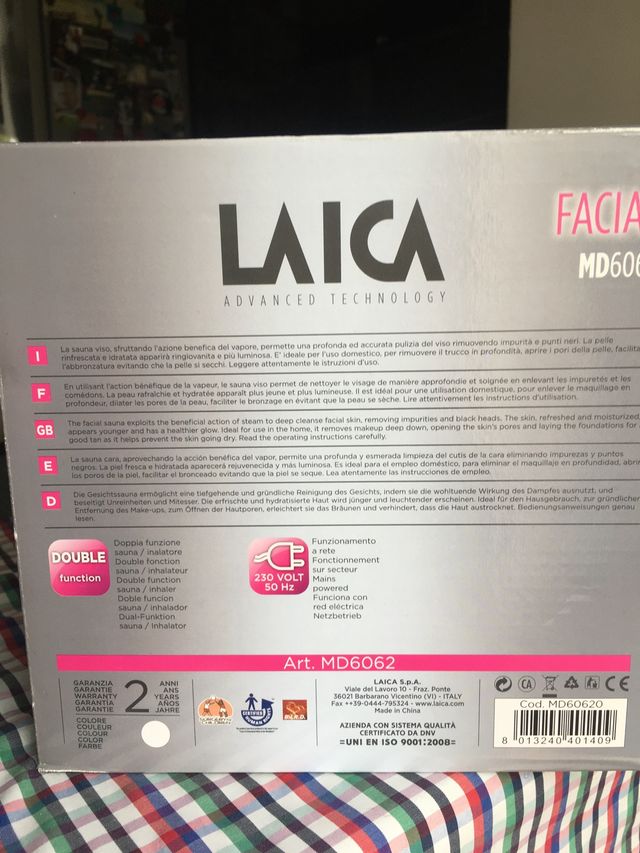 LAICA
ADVANCED TECHNOLOGY
FACIA
MD606
I
La sauna viso, sfruttando l'azione benefica del vapore, permette una profonda ed accurata pulizia del viso rimuovendo impurità e punti neri. La pelle
rinfrescata e idratata apparirà ringiovanita e più luminosa. E' ideale per l'uso domestico, per rimuovere il trucco in profondità, aprire i pori della pelle, facilita
l'abbronzatura evitando che la pelle si secchi. Leggere attentamente le istruzioni d'uso.
F
En utilisant l'action bénéfique de la vapeur, le sauna viso permet de nettoyer le visage de manière approfondie et soignée en enlevant les impuretés et les
comédons. La peau rafraîchie et hydratée apparaît plus jeune et plus lumineuse. Il est idéal pour une utilisation domestique, pour enlever le maquillage en
profondeur, dilater les pores de la peau, faciliter le bronzage en évitant que la peau se sèche. Lire attentivement les instructions d'utilisation.
GB
The facial sauna exploits the beneficial action of steam to deep cleanse facial skin, removing impurities and black heads. The skin, refreshed and moisturized
appears younger and has a healthier glow. Ideal for use in the home, it removes makeup deep down, opening the skin's pores and laying the foundations for
good tan as it helps prevent the skin going dry. Read the operating instructions carefully.
E
La sauna cara, aprovechando la acción benéfica del vapor, permite una profunda y esmerada limpieza del cutis de la cara eliminando impurezas y puntos
negros. La piel fresca e hidratada aparecerá rejuvenecida y más luminosa. Es ideal para el empleo doméstico, para eliminar el maquillaje en profundidad, abrir
los poros de la piel, facilitar el bronceado evitando que la piel se seque. Lea atentamente las instrucciones de empleo.
D
Die Gesichtssauna ermöglicht eine tiefgehende und gründliche Reinigung des Gesichts, indem sie die wohltuende Wirkung des Dampfes ausnutzt, und
beseitigt Unreinheiten und Mitesser. Die erfrischte und hydratisierte Haut wird jünger und leuchtender erscheinen. Ideal für den Hausgebrauch, zur gründlicher
Entfernung des Make-ups, zum Öffnen der Hautporen, erleichtert sie das Bräunen und verhindert, dass die Haut austrocknet. Bedienungsanweisungen genau
lesen.
DOUBLE
function
Doppia funzione
sauna / inalatore
Double fonction
sauna / inhalateur
Double function
sauna / inhaler
Doble funcion
sauna / inhalador
Dual-Funktion
sauna / Inhalator
230 VOLT
50 Hz
Funzionamento
a rete
Fonctionnement
sur secteur
Mains
powered
Funciona con
red eléctrica
Netzbetrieb
Art. MD6062
GARANZIA
GARANTIE
WARRANTY
GARANTIA
GARANTIE
2
ANNI
ANS
YEARS
AÑOS
JAHRE
COLORE
COULEUR
COLOUR
COLOR
FARBE
LAICA S.p.A.
Viale del Lavoro 10 - Fraz. Ponte
36021 Barbarano Vicentino (VI) - ITALY
Fax ++39-0444-795324 - www.laica.com
Made in China
AZIENDA CON SISTEMA QUALITÀ
CERTIFICATO DA DNV
=UNI EN ISO 9001:2008=
CE
Cod. MD60620
8 013240 401409